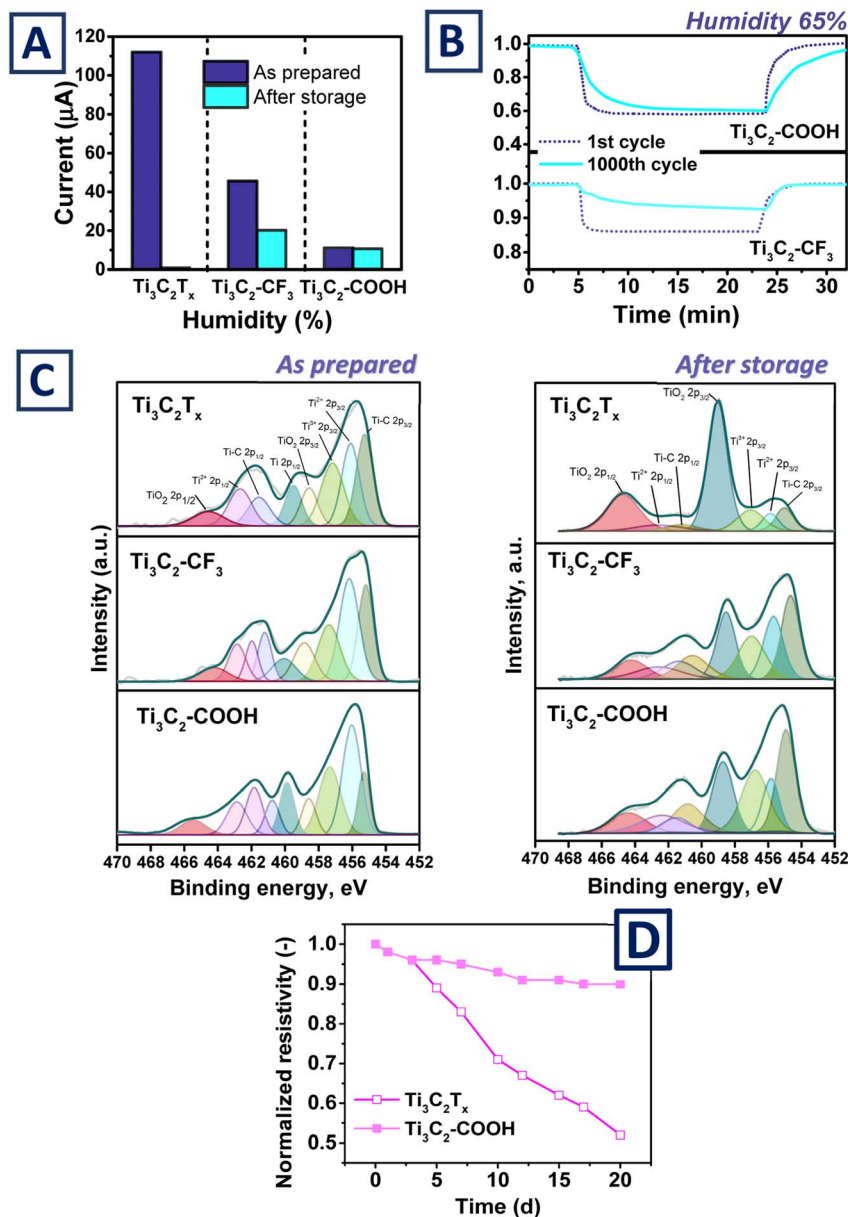 A
Current (μA)
120
100
80
60
40
20
0
As prepared
After storage
Ti₃C₂Tₓ Ti₃C₂-CF₃ Ti₃C₂-COOH
Humidity (%)
B
Humidity 65%
1.0
0.8
0.6
0.4
Ti₃C₂-COOH
1st cycle
1000th cycle
1.0
0.9
0.8
Ti₃C₂-CF₃
0 5 10 15 20 25 30
Time (min)
C
As prepared
Intensity (a.u.)
Ti₃C₂Tₓ
TiO₂ 2p₁/₂
Ti²⁺ 2p₁/₂
Ti-C 2p₁/₂
Ti 2p₁/₂
TiO₂ 2p₃/₂
Ti³⁺ 2p₃/₂
Ti²⁺ 2p₃/₂
Ti-C 2p₃/₂
Ti₃C₂-CF₃
Ti₃C₂-COOH
470 468 466 464 462 460 458 456 454 452
Binding energy, eV
After storage
Intensity, a.u.
Ti₃C₂Tₓ
TiO₂ 2p₁/₂
Ti²⁺ 2p₁/₂
Ti-C 2p₁/₂
TiO₂ 2p₃/₂
Ti³⁺ 2p₃/₂
Ti²⁺ 2p₃/₂
Ti-C 2p₃/₂
Ti₃C₂-CF₃
Ti₃C₂-COOH
470 468 466 464 462 460 458 456 454 452
Binding energy, eV
D
Normalized resistivity (-)
1.0
0.9
0.8
0.7
0.6
0.5
Ti₃C₂Tₓ
Ti₃C₂-COOH
0 5 10 15 20
Time (d)